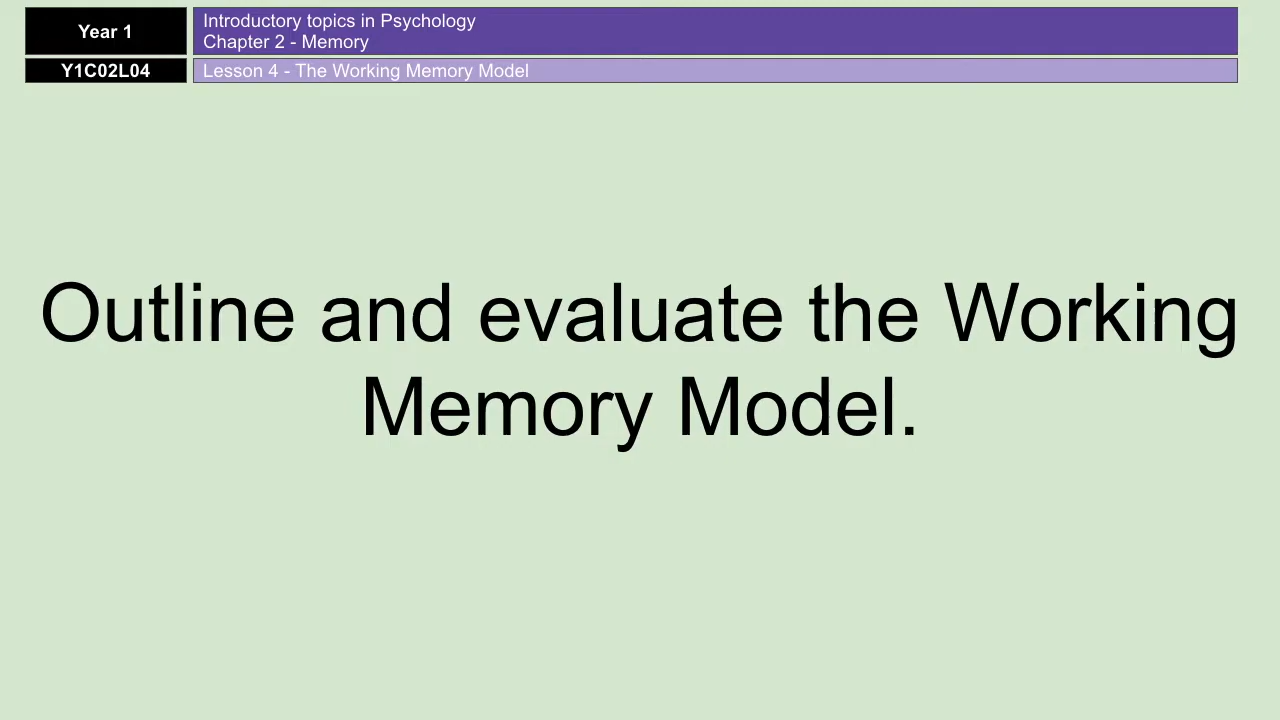 Year 1
Introductory topics in Psychology
Chapter 2 - Memory
Y1C02L04
Lesson 4 - The Working Memory Model
Outline and evaluate the Working
Memory Model.